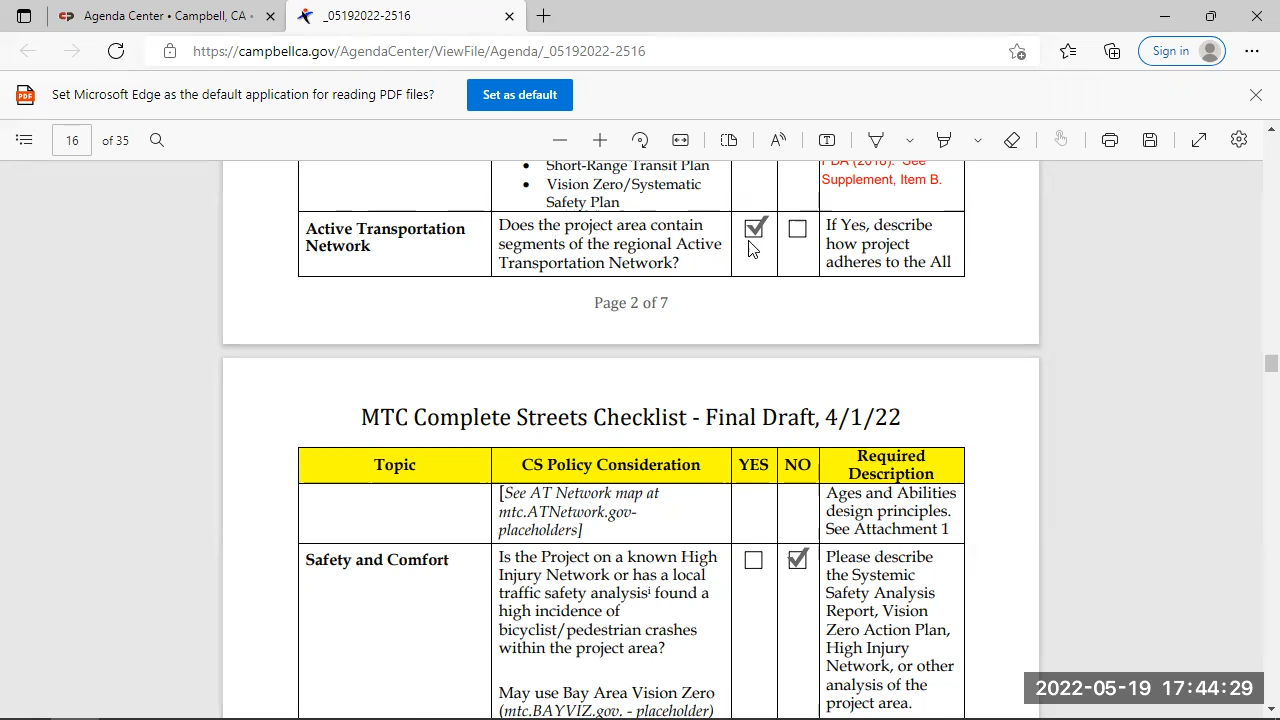 Agenda Center • Campbell, CA •
_05192022-2516
https://campbellca.gov/AgendaCenter/ViewFile/Agenda/_05192022-2516
Sign in
PDF
Set Microsoft Edge as the default application for reading PDF files?
Set as default
16
of 35
• Short-Range Transit Plan
• Vision Zero/Systematic
Safety Plan
PDA (2016). See
Supplement, Item B.
Active Transportation
Network
Does the project area contain
segments of the regional Active
Transportation Network?
If Yes, describe
how project
adheres to the All
Page 2 of 7
MTC Complete Streets Checklist - Final Draft, 4/1/22
Topic
CS Policy Consideration
YES
NO
Required
Description
[See AT Network map at
mtc.ATNetwork.gov-
placeholders]
Ages and Abilities
design principles.
See Attachment 1
Safety and Comfort
Is the Project on a known High
Injury Network or has a local
traffic safety analysisⁱ found a
high incidence of
bicyclist/pedestrian crashes
within the project area?
May use Bay Area Vision Zero
(mtc.BAYVIZ.gov. - placeholder)
Please describe
the Systemic
Safety Analysis
Report, Vision
Zero Action Plan,
High Injury
Network, or other
analysis of the
project area.
2022-05-19 17:44:29